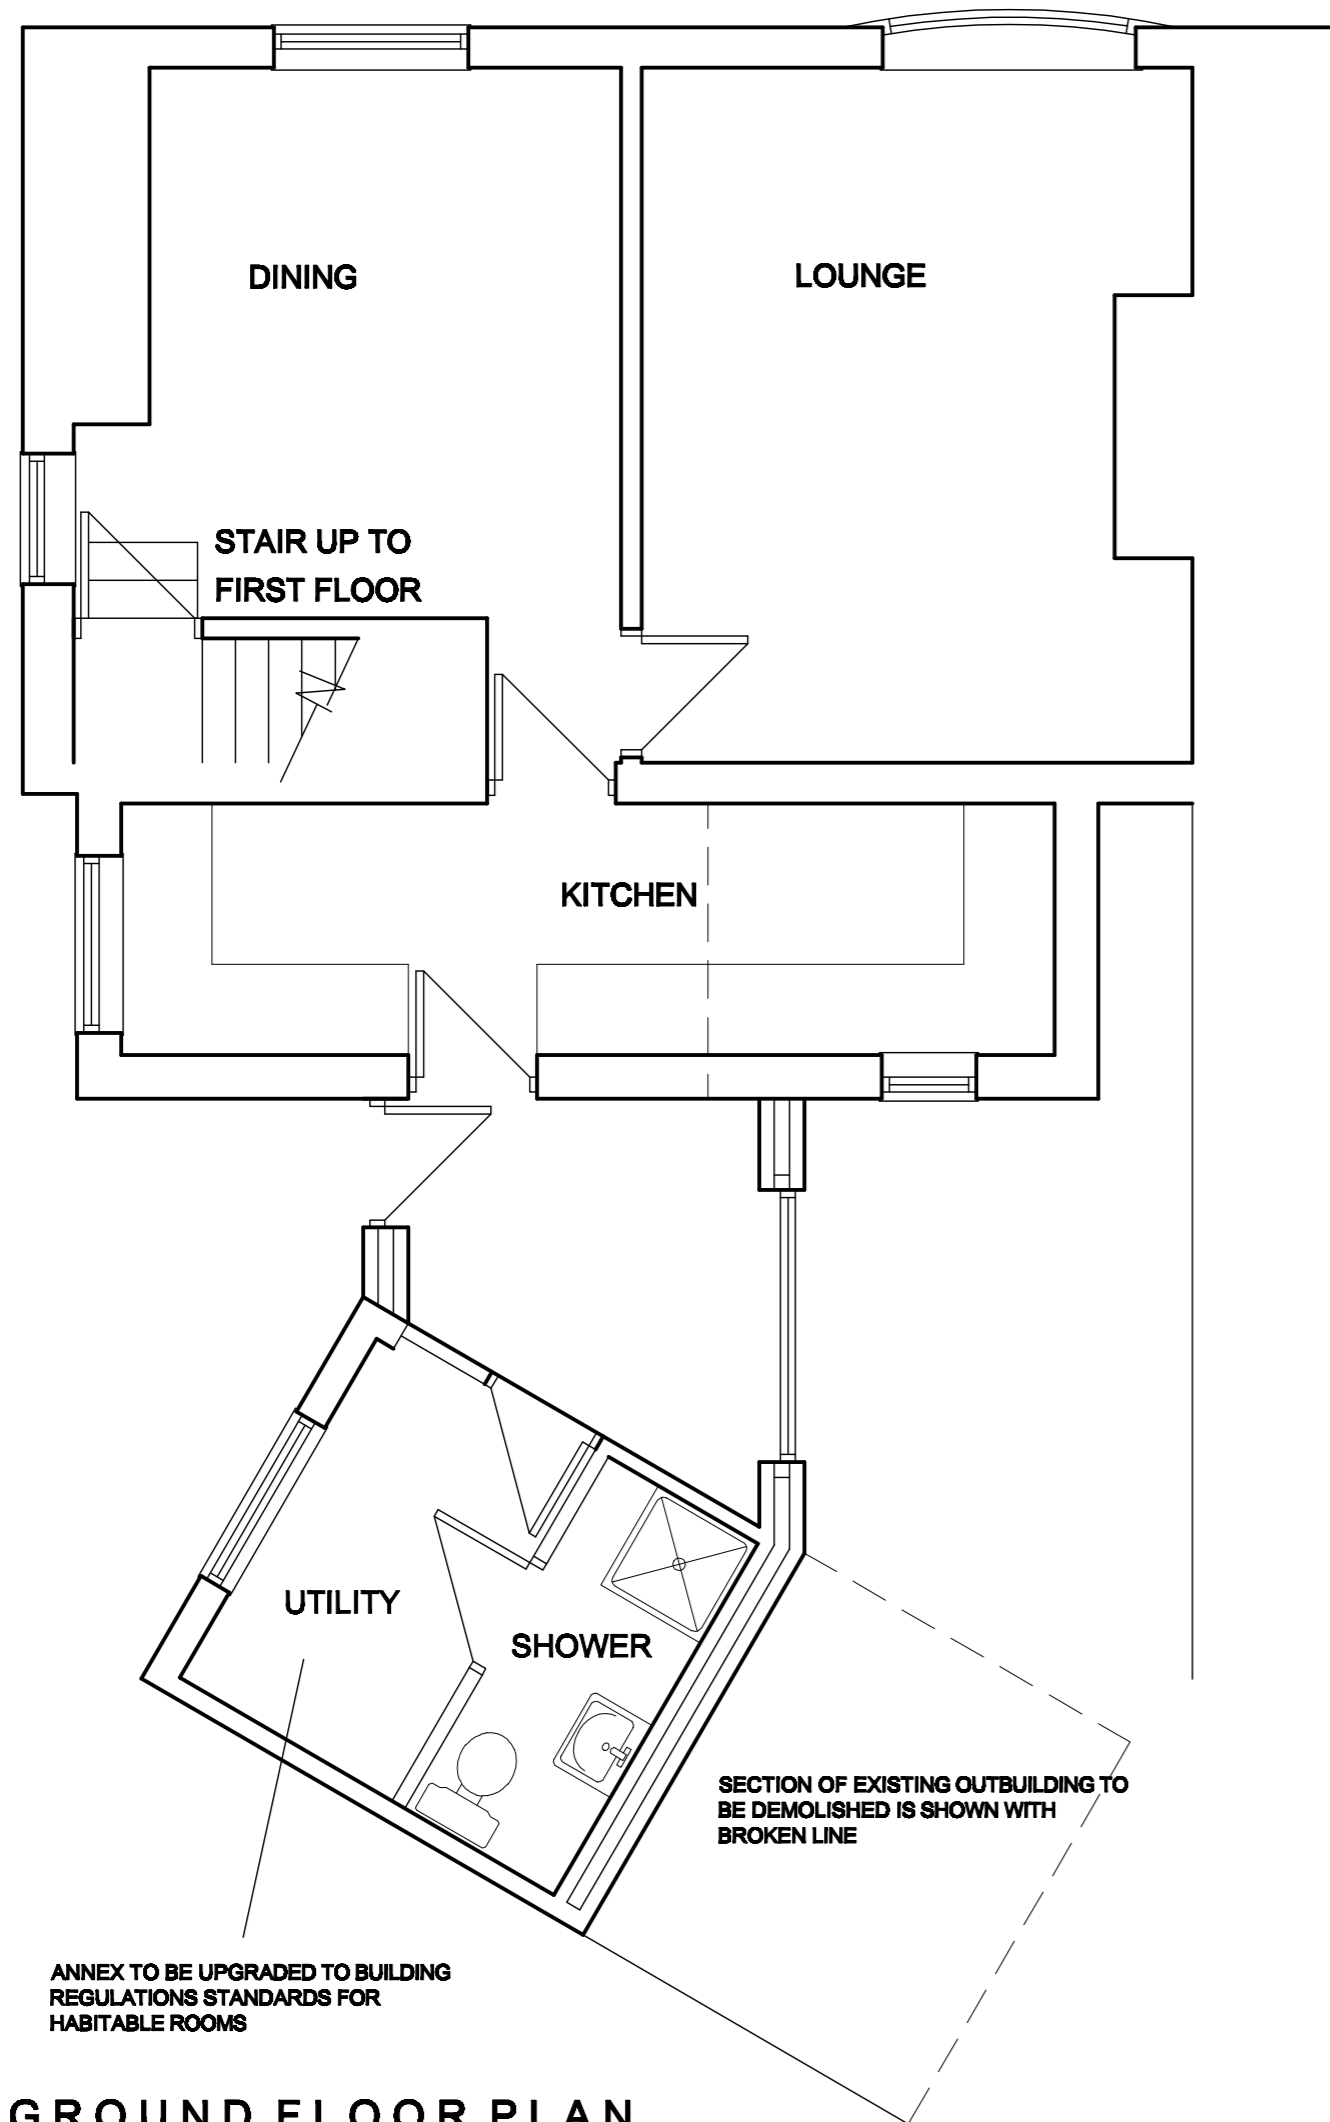 DINING
LOUNGE
STAIR UP TO
FIRST FLOOR
KITCHEN
UTILITY
SHOWER
SECTION OF EXISTING OUTBUILDING TO
BE DEMOLISHED IS SHOWN WITH
BROKEN LINE
ANNEX TO BE UPGRADED TO BUILDING
REGULATIONS STANDARDS FOR
HABITABLE ROOMS
GROUND FLOOR PLAN